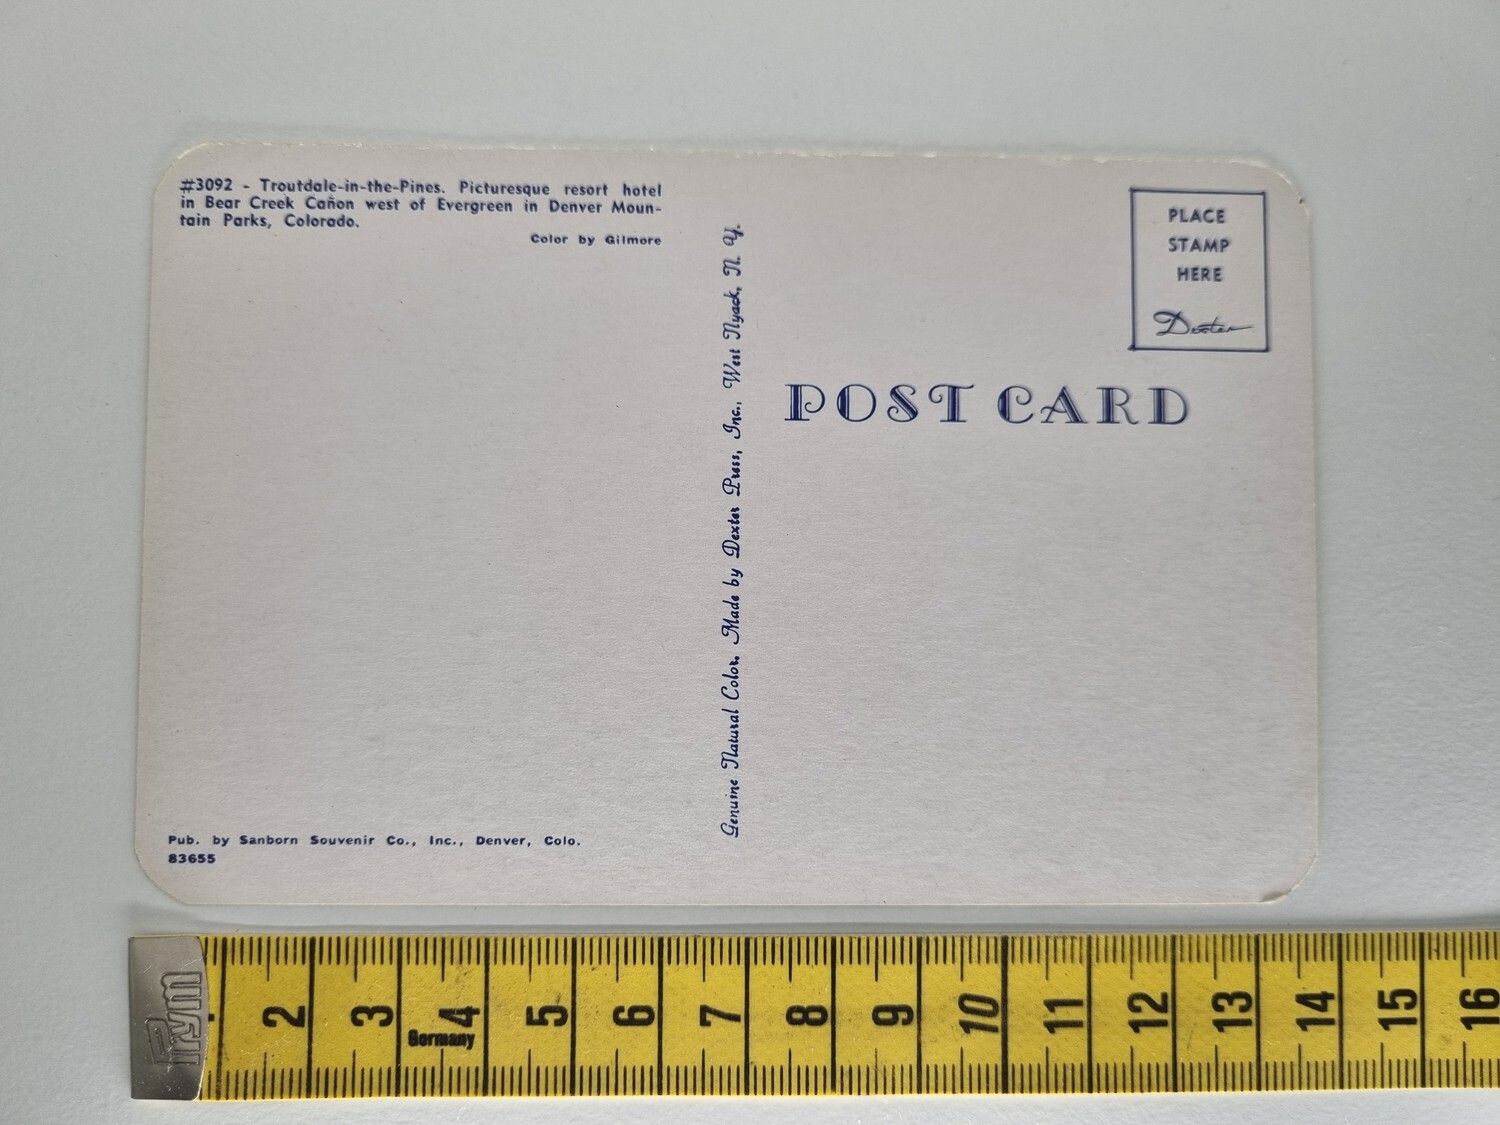 #3092 - Troutdale-in-the-Pines. Picturesque resort hotel
in Bear Creek Cañon west of Evergreen in Denver Moun-
tain Parks, Colorado.
Color by Gilmore
Genuine Natural Color. Made by Dexter Press, Inc., West Nyack, N. Y.
PLACE
STAMP
HERE
Dexter
POST CARD
Pub. by Sanborn Souvenir Co., Inc., Denver, Colo.
83655
Prym
2 3 4 5 6 7 8 9 10 11 12 13 14 15 16
Germany